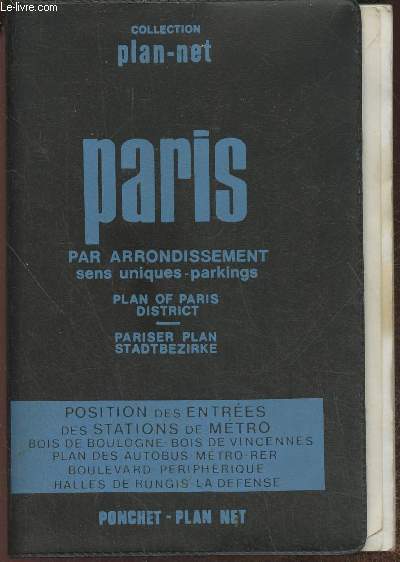 Le-livre.com
COLLECTION
plan-net
paris
PAR ARRONDISSEMENT
sens uniques-parkings
PLAN OF PARIS
DISTRICT
PARISER PLAN
STADTBEZIRKE
POSITION DES ENTRÉES
DES STATIONS DE MÉTRO
BOIS DE BOULOGNE-BOIS DE VINCENNES
PLAN DES AUTOBUS-MÉTRO-RER
BOULEVARD PÉRIPHÉRIQUE
HALLES DE RUNGIS-LA DÉFENSE
PONCHET - PLAN NET